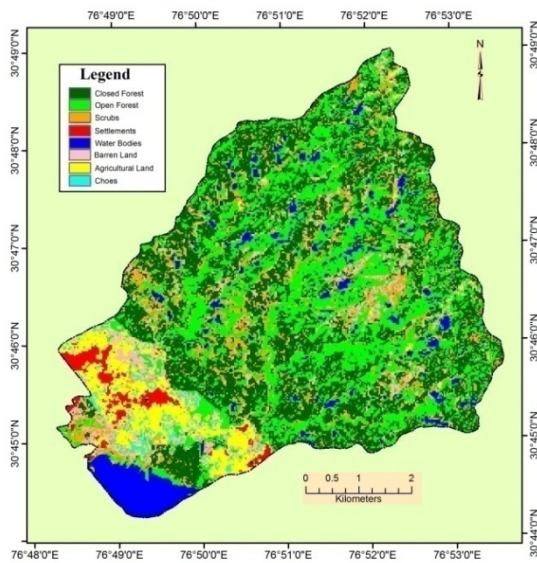 76°49'0"E 76°50'0"E 76°51'0"E 76°52'0"E 76°53'0"E
30°49'0"N
30°48'0"N
30°47'0"N
30°46'0"N
30°45'0"N
N
Legend
Closed Forest
Open Forest
Scrubs
Settlements
Water Bodies
Barren Land
Agricultural Land
Choes
30°49'0"N
30°48'0"N
30°47'0"N
30°46'0"N
30°45'0"N
30°44'0"N
0 0.5 1 2
Kilometers
76°48'0"E 76°49'0"E 76°50'0"E 76°51'0"E 76°52'0"E 76°53'0"E